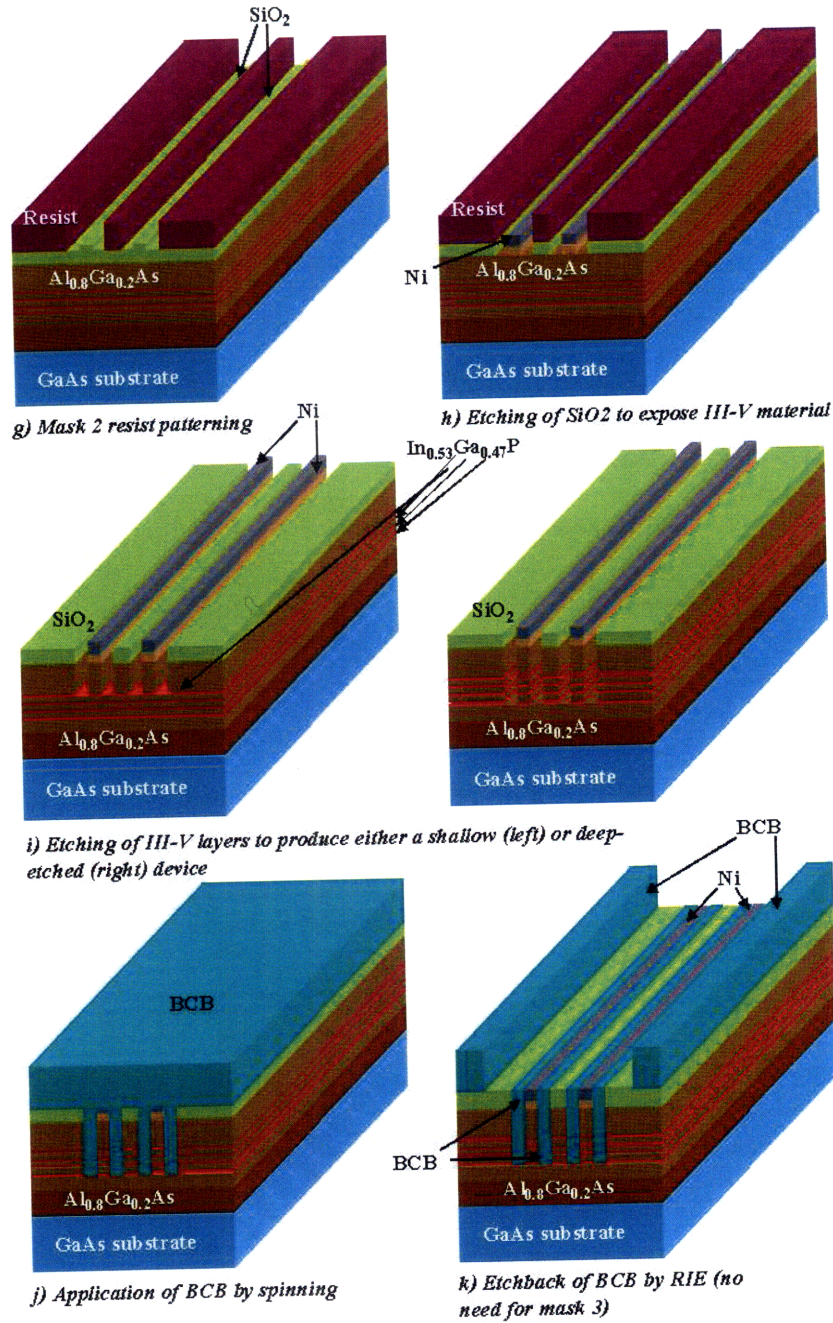 SiO2
Resist
Al0.8Ga0.2As
GaAs substrate
g) Mask 2 resist patterning
Resist
Ni
Al0.8Ga0.2As
GaAs substrate
h) Etching of SiO2 to expose III-V material
Ni
In0.53Ga0.47P
SiO2
Al0.8Ga0.2As
GaAs substrate
SiO2
Al0.8Ga0.2As
GaAs substrate
i) Etching of III-V layers to produce either a shallow (left) or deep-
etched (right) device
BCB
Al0.8Ga0.2As
GaAs substrate
j) Application of BCB by spinning
BCB
Ni
BCB
Al0.8Ga0.2As
GaAs substrate
k) Etchback of BCB by RIE (no
need for mask 3)